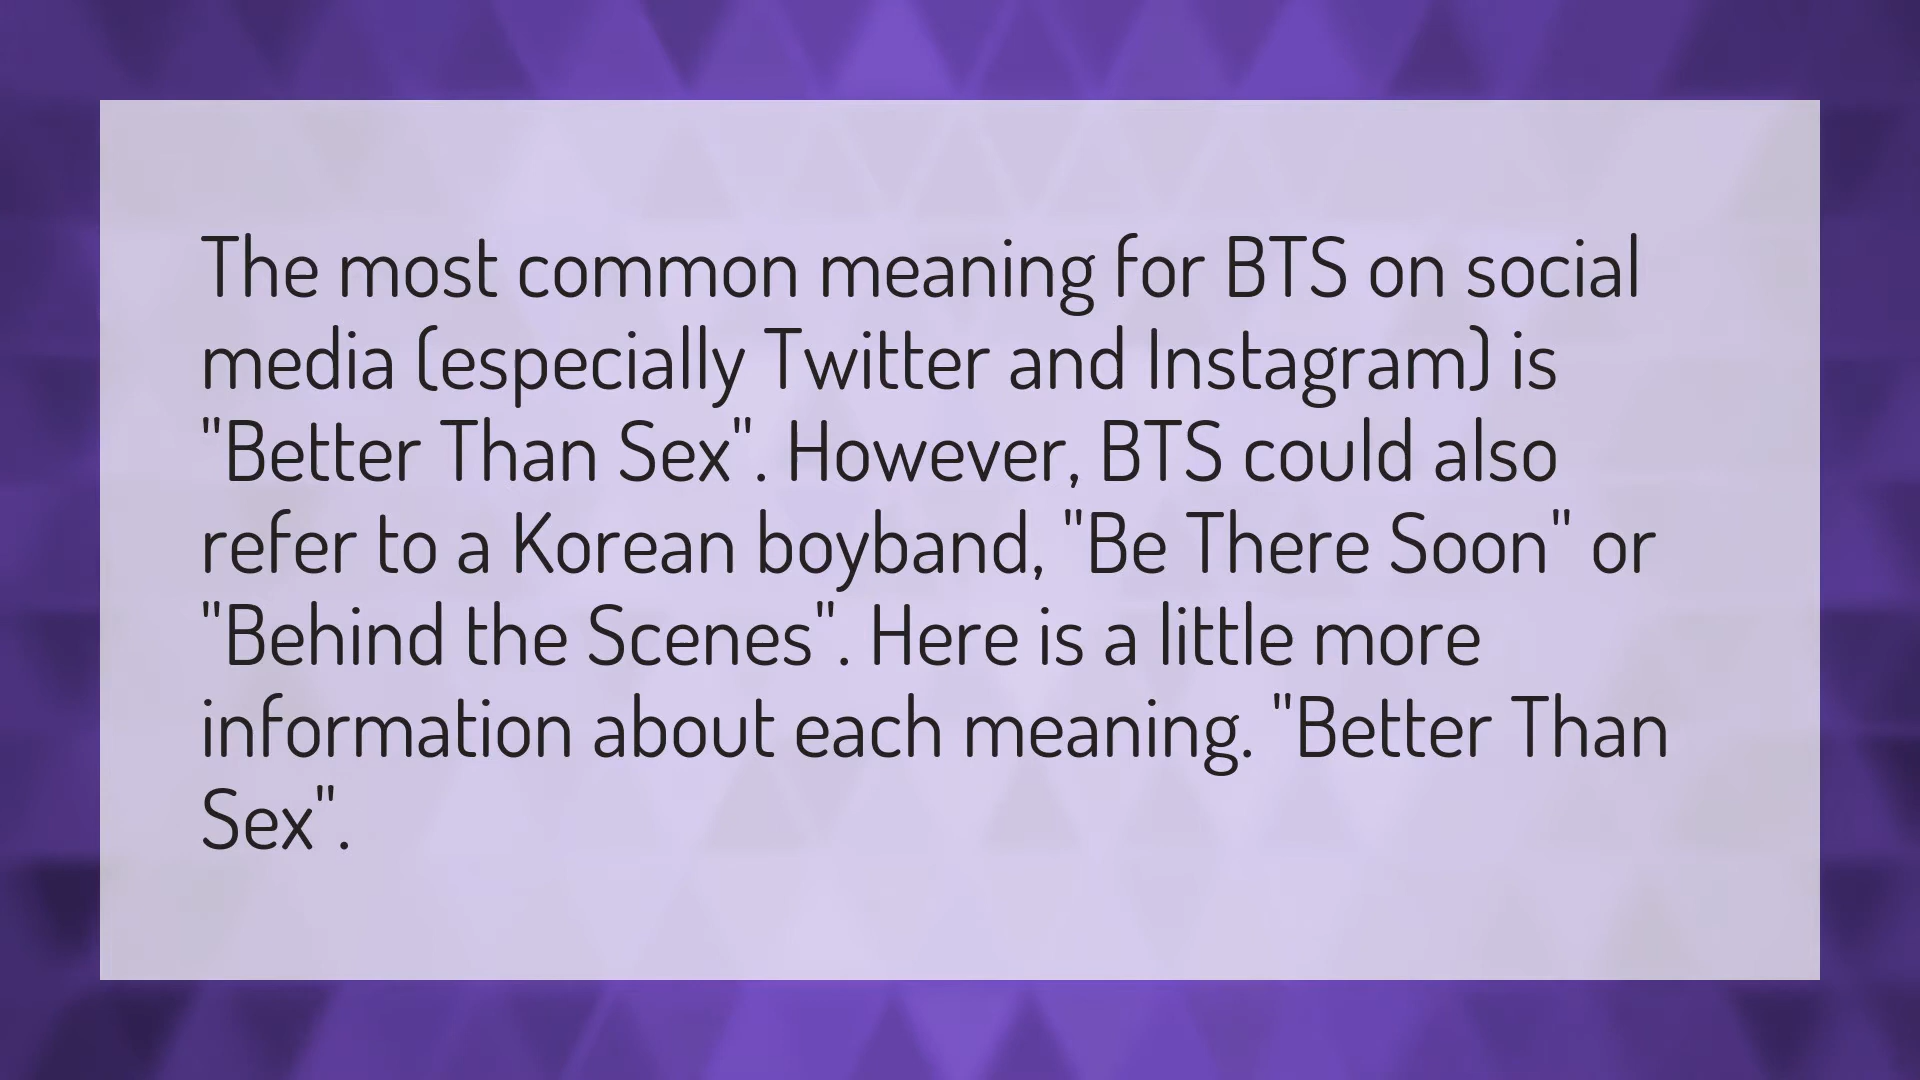 The most common meaning for BTS on social
media (especially Twitter and Instagram) is
"Better Than Sex". However, BTS could also
refer to a Korean boyband, "Be There Soon" or
"Behind the Scenes". Here is a little more
information about each meaning. "Better Than
Sex".